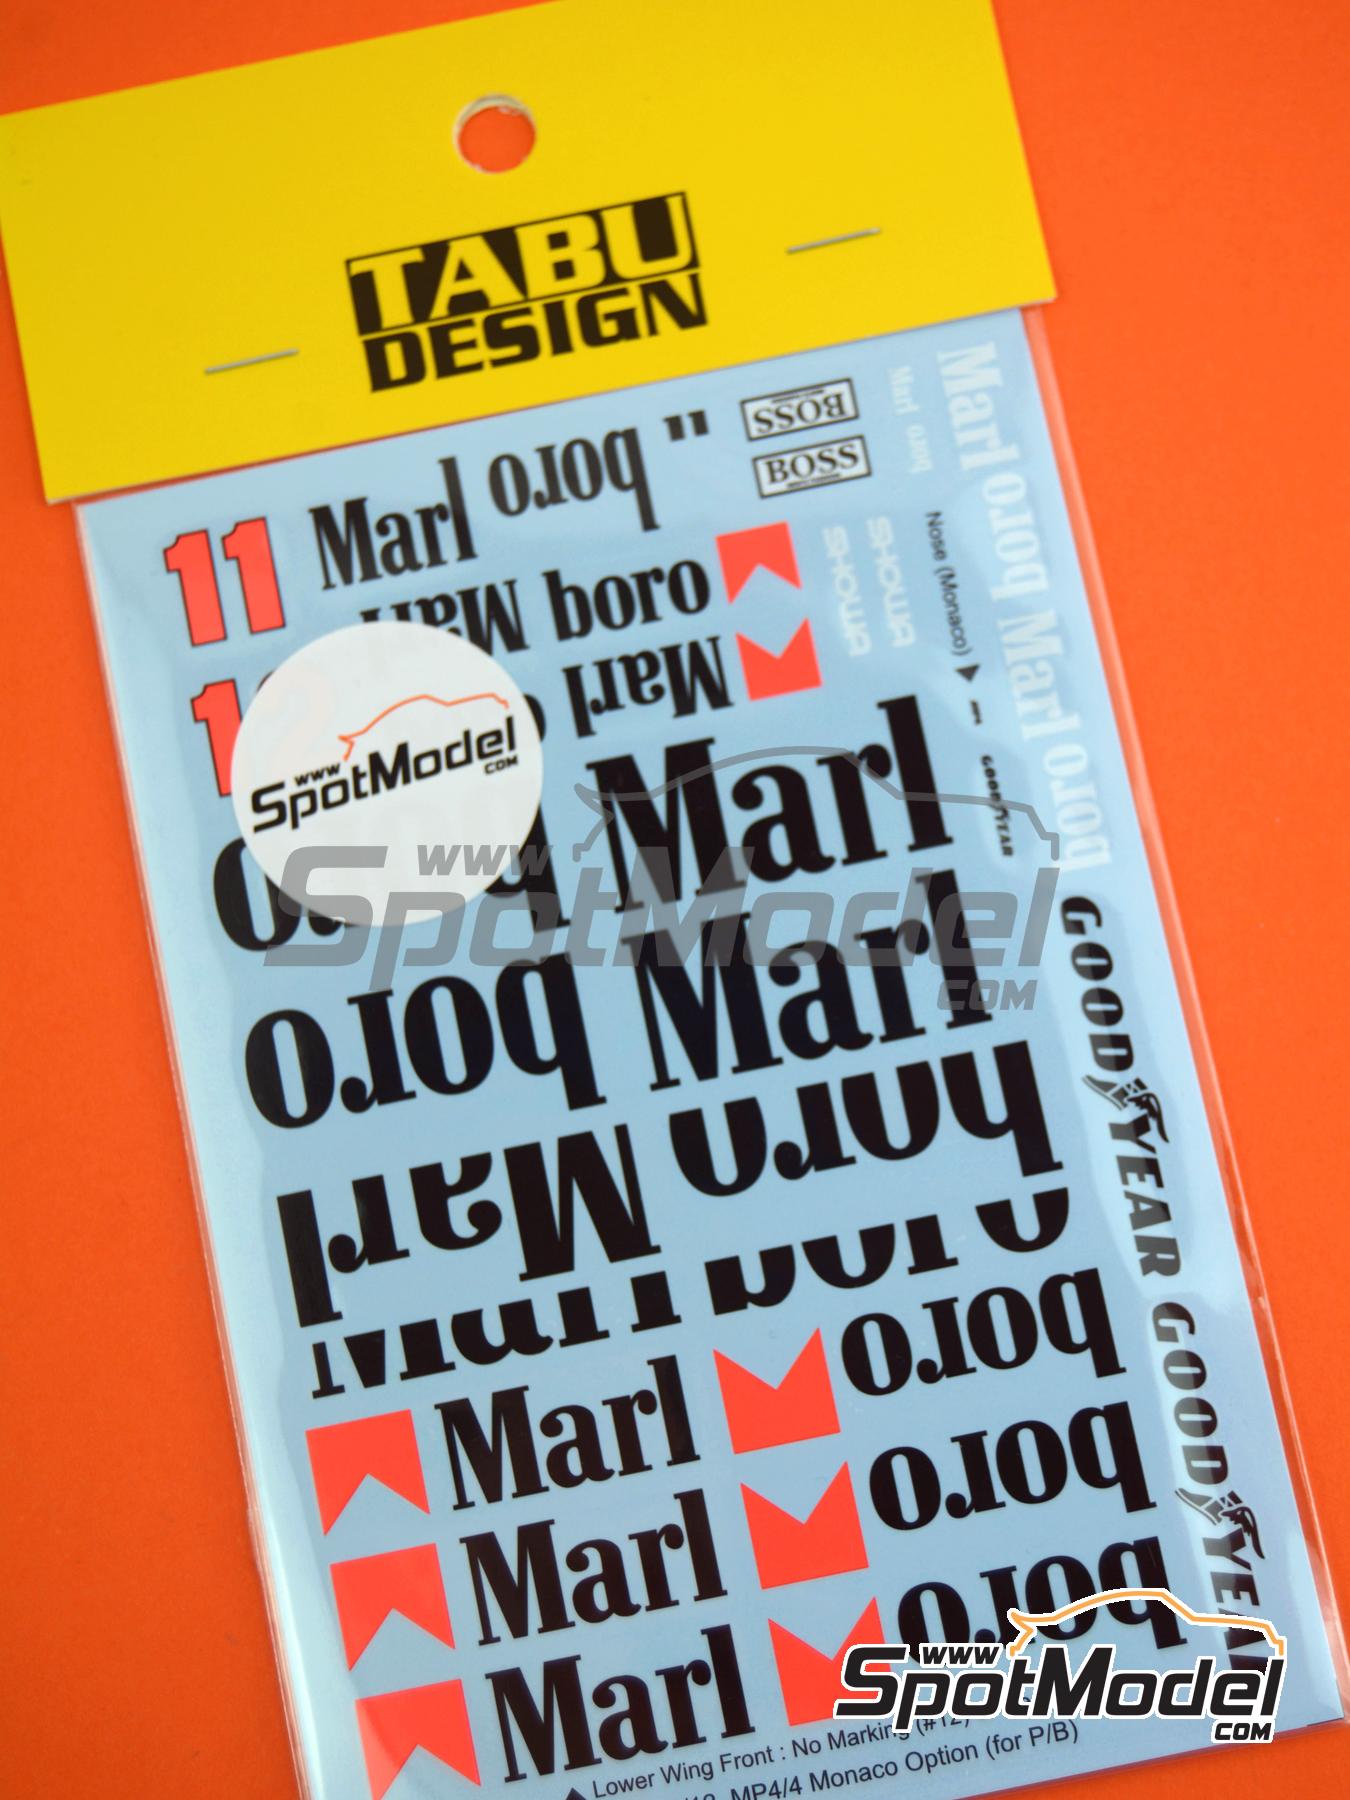 TABU
DESIGN
BOSS
BOSS
Marl boro "
Marl boro
Marl boro Marl boro
11
SHOWA
SHOWA
Marl boro
Marl
Nose (Monaco)
GOODYEAR
www
SpotModel
COM
boro Marl
www
SpotModel
COM
boro Marl
Marl boro
GOODYEAR GOODYEAR
Marl boro
Marl boro
Marl boro
www
SpotModel
COM
Lower Wing Front : No Marking (#12)
MP4/4 Monaco Option (for P/B)